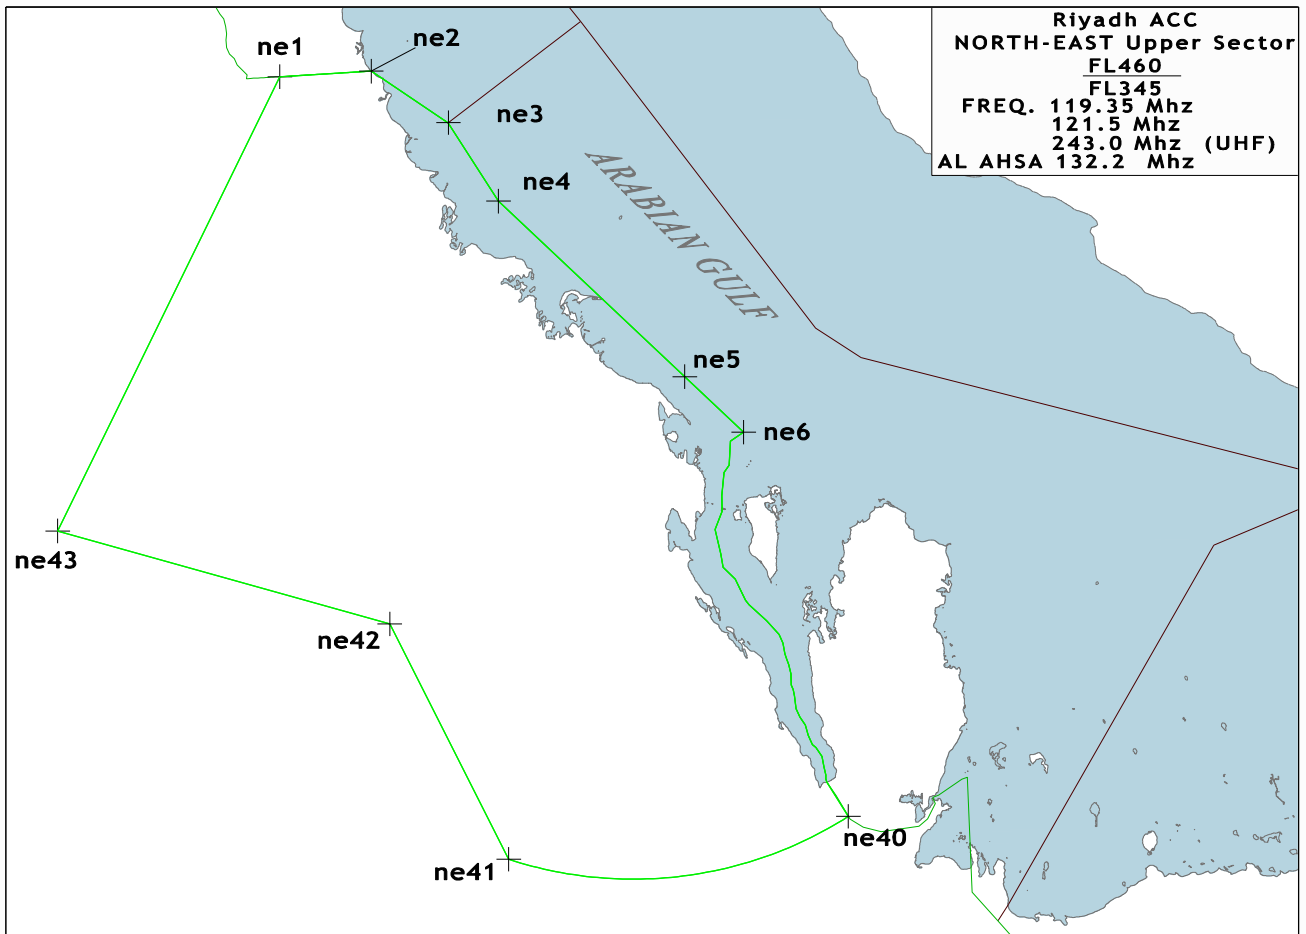 Riyadh ACC
NORTH-EAST Upper Sector
FL460
FL345
FREQ. 119.35 Mhz
121.5 Mhz
243.0 Mhz (UHF)
AL AHSA 132.2 Mhz
ne1
ne2
ne3
ne4
ARABIAN GULF
ne5
ne6
ne43
ne42
ne40
ne41